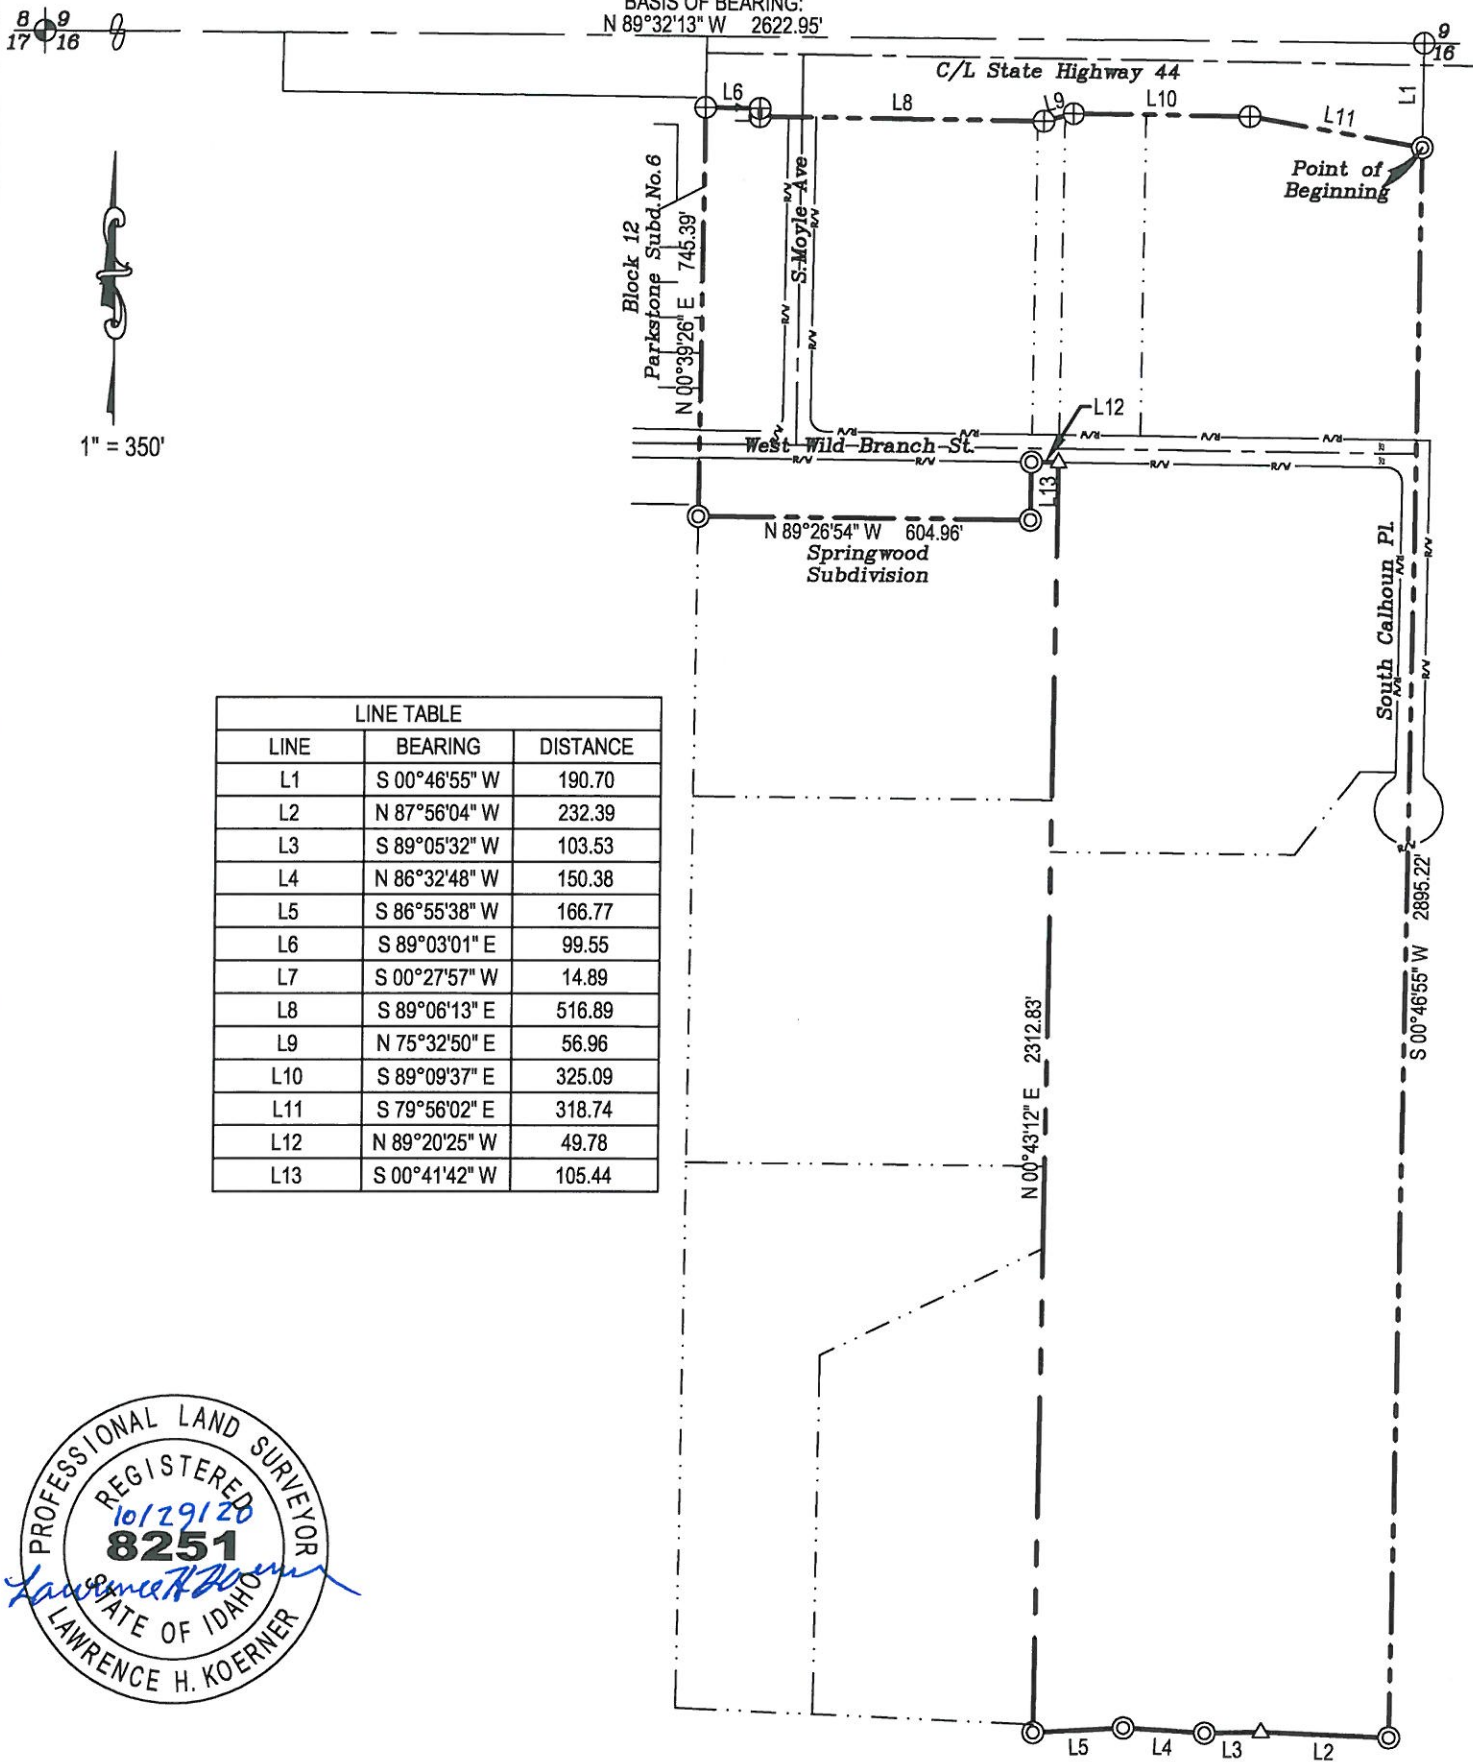 BASIS OF BEARING:
N 89°32'13" W 2622.95'
8 9
17 16
9
16
C/L State Highway 44
L1
L6
L8
L9
L10
L11
Point of
Beginning
Block 12
Parkstone Subd. No. 6
N 00°39'26" E 745.39'
S. Moyle Ave
R/W
R/W
R/W
R/W
1" = 350'
L12
R/W
R/W
R/W
R/W
R/W
West Wild Branch St.
R/W
R/W
R/W
R/W
L13
N 89°26'54" W 604.96'
Springwood
Subdivision
South Calhoun Pl.
R/W
R/W
R/W
R/W
R/W
S 00°46'55" W 2895.22'
N 00°43'12" E 2312.83'
LINE TABLE
LINE BEARING DISTANCE
L1 S 00°46'55" W 190.70
L2 N 87°56'04" W 232.39
L3 S 89°05'32" W 103.53
L4 N 86°32'48" W 150.38
L5 S 86°55'38" W 166.77
L6 S 89°03'01" E 99.55
L7 S 00°27'57" W 14.89
L8 S 89°06'13" E 516.89
L9 N 75°32'50" E 56.96
L10 S 89°09'37" E 325.09
L11 S 79°56'02" E 318.74
L12 N 89°20'25" W 49.78
L13 S 00°41'42" W 105.44
PROFESSIONAL LAND SURVEYOR
REGISTERED
10/29/20
8251
STATE OF IDAHO
LAWRENCE H. KOERNER
L5
L4
L3
L2